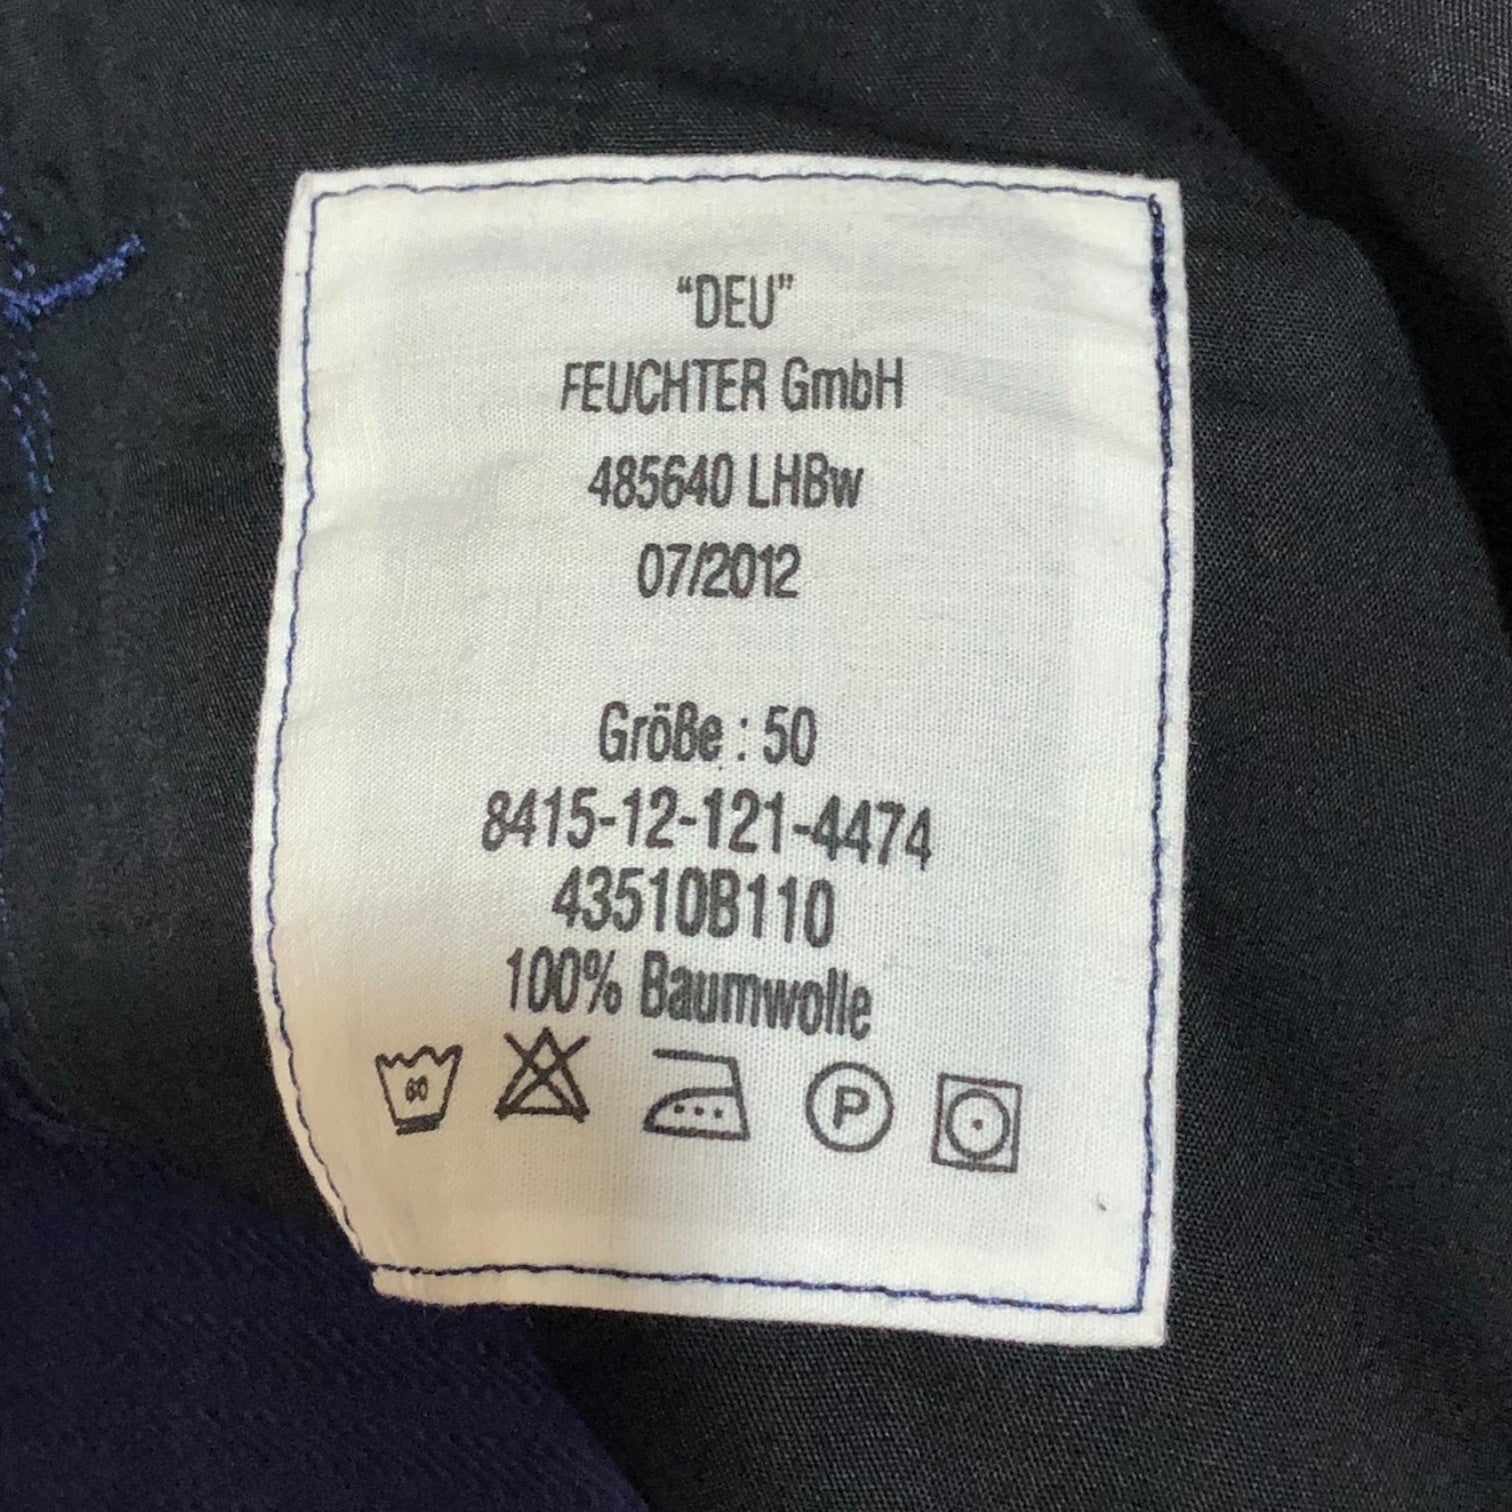 “DEU”
FEUCHTER GmbH
485640 LHBw
07/2012
Größe : 50
8415-12-121-4474
43510B110
100% Baumwolle
60
P